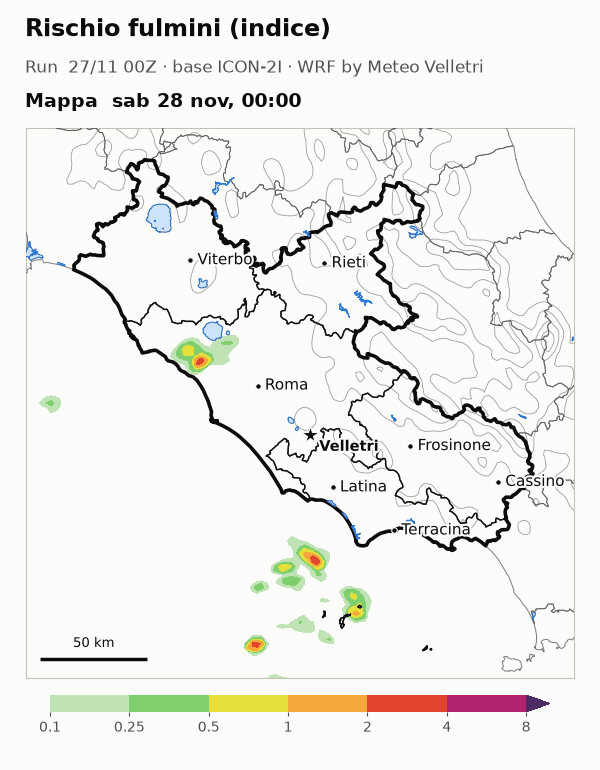 Rischio fulmini (indice)
Run  27/11 00Z · base ICON-2I · WRF by Meteo Velletri
Mappa  sab 28 nov, 00:00
Viterbo
Rieti
Roma
Velletri
Frosinone
Latina
Cassino
Terracina
50 km
0.1 0.25 0.5 1 2 4 8